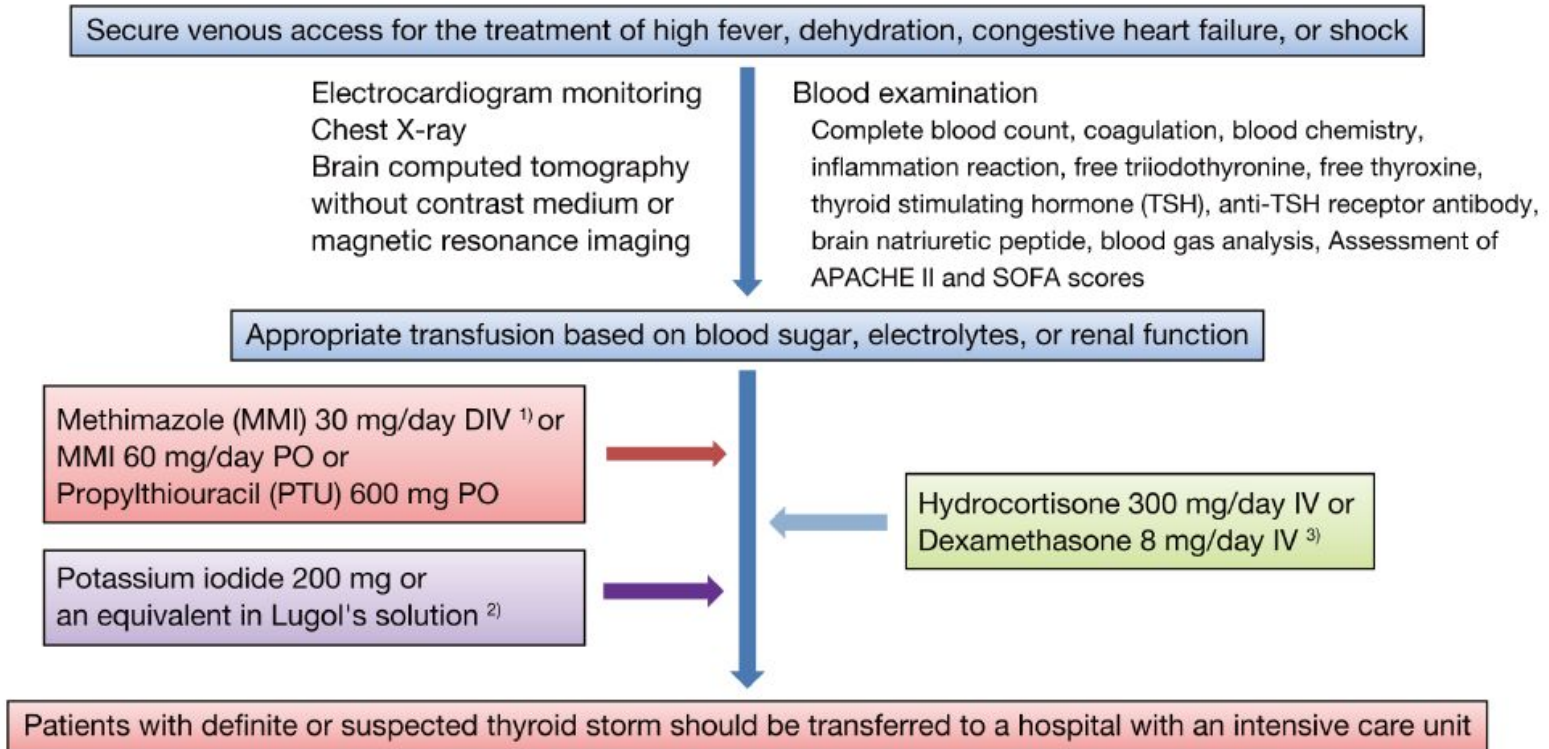 Secure venous access for the treatment of high fever, dehydration, congestive heart failure, or shock
Electrocardiogram monitoring
Chest X-ray
Brain computed tomography
without contrast medium or
magnetic resonance imaging
Blood examination
Complete blood count, coagulation, blood chemistry,
inflammation reaction, free triiodothyronine, free thyroxine,
thyroid stimulating hormone (TSH), anti-TSH receptor antibody,
brain natriuretic peptide, blood gas analysis, Assessment of
APACHE II and SOFA scores
Appropriate transfusion based on blood sugar, electrolytes, or renal function
Methimazole (MMI) 30 mg/day DIV 1) or
MMI 60 mg/day PO or
Propylthiouracil (PTU) 600 mg PO
Hydrocortisone 300 mg/day IV or
Dexamethasone 8 mg/day IV 3)
Potassium iodide 200 mg or
an equivalent in Lugol's solution 2)
Patients with definite or suspected thyroid storm should be transferred to a hospital with an intensive care unit